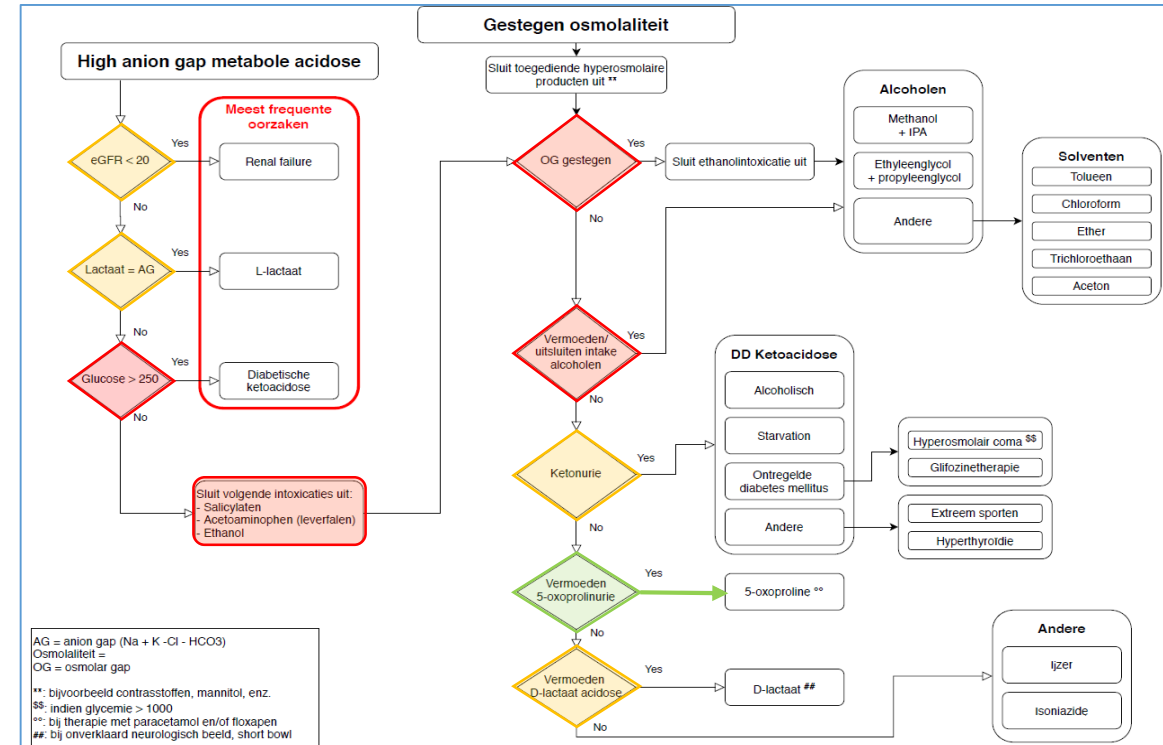 Gestegen osmolaliteit
High anion gap metabole acidose
Sluit toegediende hyperosmolaire
producten uit **
Meest frequente
oorzaken
eGFR < 20
Yes
Renal failure
No
Lactaat = AG
Yes
L-lactaat
No
Glucose > 250
Yes
Diabetische
ketoacidose
No
Sluit volgende intoxicaties uit:
- Salicylaten
- Acetoaminophen (leverfalen)
- Ethanol
OG gestegen
Yes
Sluit ethanolintoxicatie uit
No
Alcoholen
Methanol
+ IPA
Ethyleenglycol
+ propyleenglycol
Andere
Solventen
Tolueen
Chloroform
Ether
Trichloroethaan
Aceton
Vermoeden/
uitsluiten intake
alcoholen
Yes
No
DD Ketoacidose
Alcoholisch
Starvation
Ontregelde
diabetes mellitus
Andere
Hyperosmolair coma $$
Glifozinetherapie
Extreem sporten
Hyperthyroïdie
Ketonurie
Yes
No
Vermoeden
5-oxoprolinurie
Yes
5-oxoproline °°
No
Vermoeden
D-lactaat acidose
Yes
D-lactaat ##
No
Andere
Ijzer
Isoniazide
AG = anion gap (Na + K -Cl - HCO3)
Osmolaliteit =
OG = osmolar gap
**: bijvoorbeeld contrasstoffen, mannitol, enz.
$$: indien glycemie > 1000
°°: bij therapie met paracetamol en/of floxapen
##: bij onverklaard neurologisch beeld, short bowl